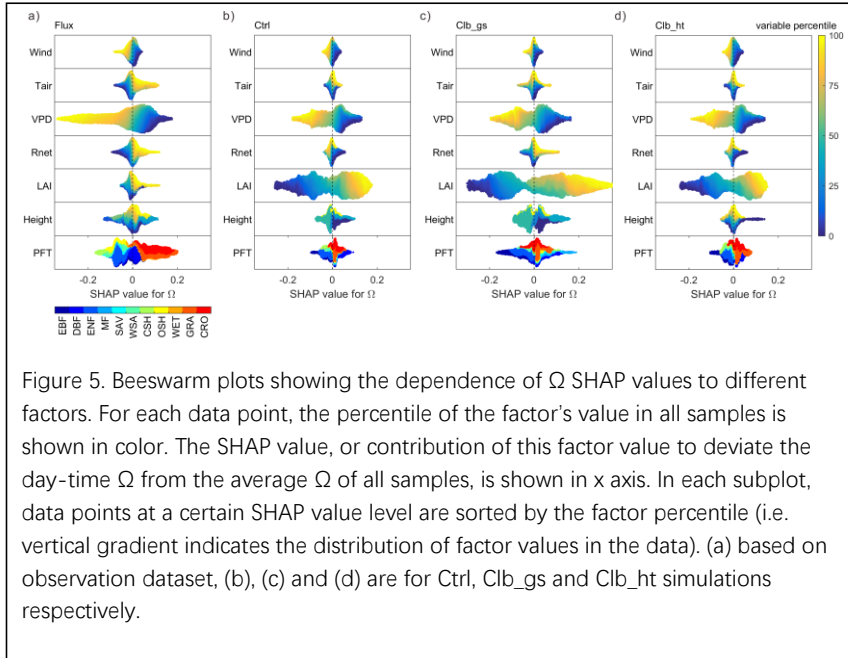 a) Flux
b) Ctrl
c) Clb_gs
d) Clb_ht
variable percentile
Wind
Tair
VPD
Rnet
LAI
Height
PFT
-0.2 0 0.2
SHAP value for Ω
Wind
Tair
VPD
Rnet
LAI
Height
PFT
-0.2 0 0.2
SHAP value for Ω
Wind
Tair
VPD
Rnet
LAI
Height
PFT
-0.2 0 0.2
SHAP value for Ω
Wind
Tair
VPD
Rnet
LAI
Height
PFT
-0.2 0 0.2
SHAP value for Ω
100
75
50
25
0
EBF
DBF
ENF
MF
SAV
WSA
CSH
OSH
WET
GRA
CRO
Figure 5. Beeswarm plots showing the dependence of Ω SHAP values to different
factors. For each data point, the percentile of the factor's value in all samples is
shown in color. The SHAP value, or contribution of this factor value to deviate the
day-time Ω from the average Ω of all samples, is shown in x axis. In each subplot,
data points at a certain SHAP value level are sorted by the factor percentile (i.e.
vertical gradient indicates the distribution of factor values in the data). (a) based on
observation dataset, (b), (c) and (d) are for Ctrl, Clb_gs and Clb_ht simulations
respectively.